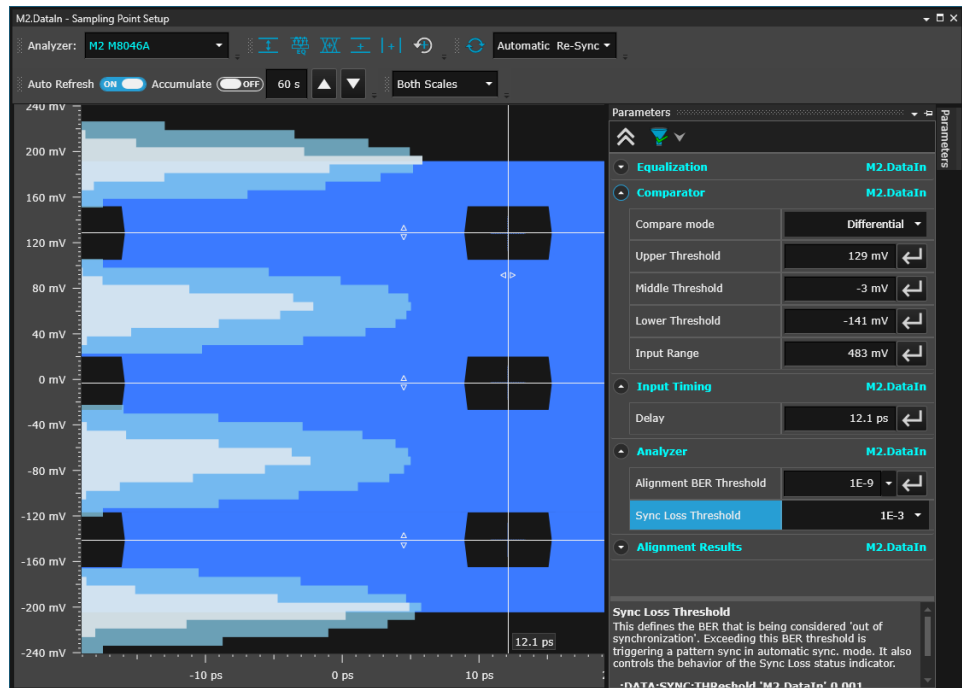 M2.DataIn - Sampling Point Setup
Analyzer: M2 M8046A Automatic Re-Sync
Auto Refresh ON Accumulate OFF 60 s Both Scales
240 mV
200 mV
160 mV
120 mV
80 mV
40 mV
0 mV
-40 mV
-80 mV
-120 mV
-160 mV
-200 mV
-240 mV
12.1 ps
-10 ps 0 ps 10 ps
Parameters
Parameters
Equalization M2.DataIn
Comparator M2.DataIn
Compare mode Differential
Upper Threshold 129 mV
Middle Threshold -3 mV
Lower Threshold -141 mV
Input Range 483 mV
Input Timing M2.DataIn
Delay 12.1 ps
Analyzer M2.DataIn
Alignment BER Threshold 1E-9
Sync Loss Threshold 1E-3
Alignment Results M2.DataIn
Sync Loss Threshold
This defines the BER that is being considered 'out of
synchronization'. Exceeding this BER threshold is
triggering a pattern sync in automatic sync. mode. It also
controls the behavior of the Sync Loss status indicator.
:DATA:SYNC:THReshold 'M2.DataIn',0.001